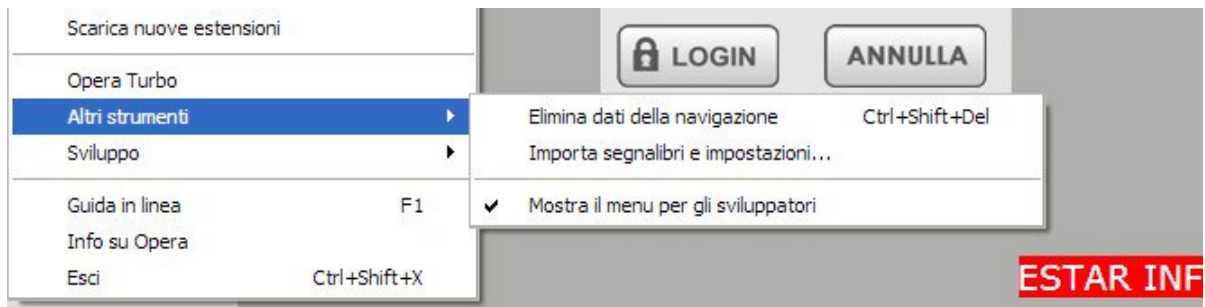 Scarica nuove estensioni
LOGIN
ANNULLA
Opera Turbo
Altri strumenti
Elimina dati della navigazione Ctrl+Shift+Del
Sviluppo
Importa segnalibri e impostazioni...
Guida in linea F1
Mostra il menu per gli sviluppatori
Info su Opera
Esci Ctrl+Shift+X
ESTAR INF